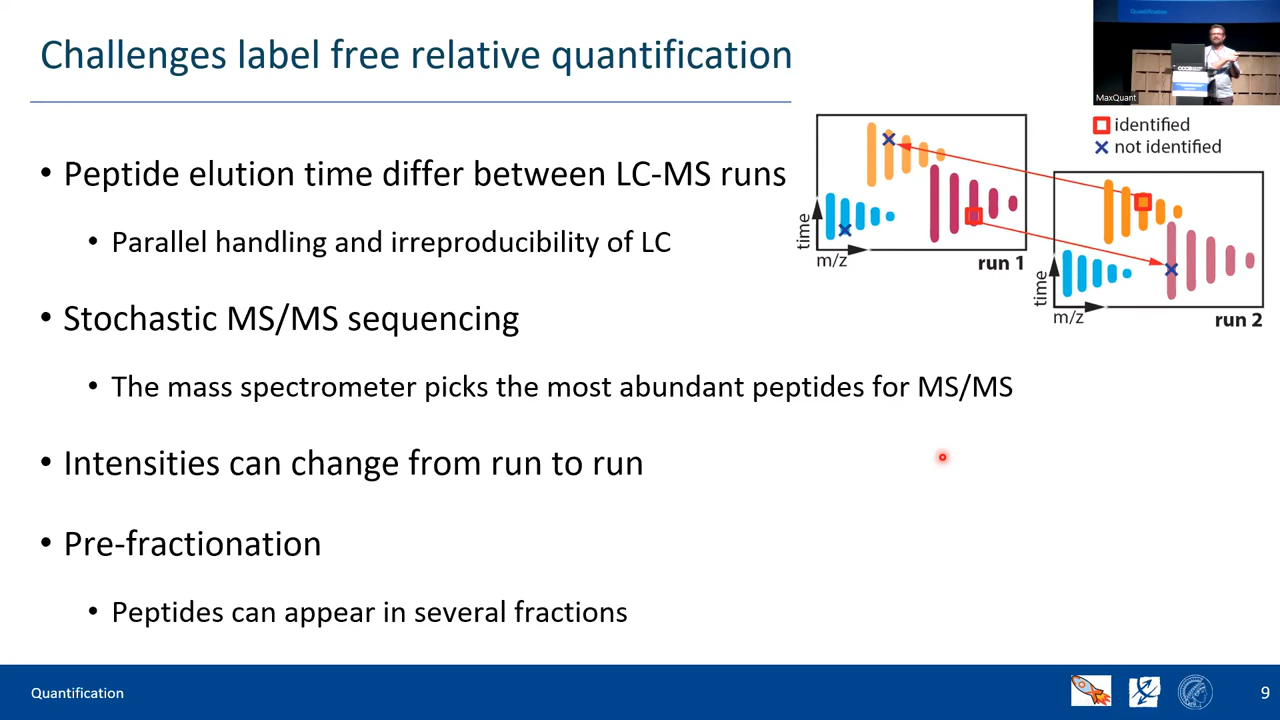 Challenges label free relative quantification
Quantification
MaxQuant
• Peptide elution time differ between LC-MS runs
• Parallel handling and irreproducibility of LC
• Stochastic MS/MS sequencing
• The mass spectrometer picks the most abundant peptides for MS/MS
• Intensities can change from run to run
• Pre-fractionation
• Peptides can appear in several fractions
identified
not identified
time
m/z
run 1
time
m/z
run 2
Quantification
9